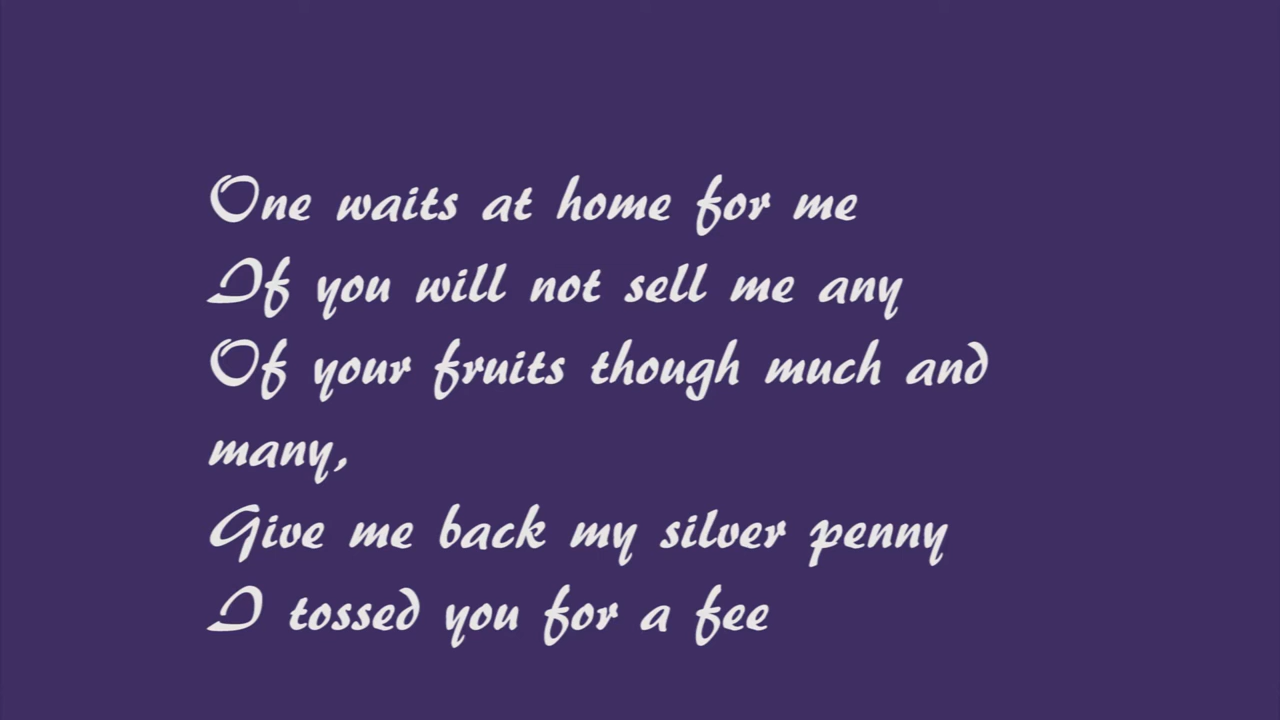 One waits at home for me
If you will not sell me any
Of your fruits though much and
many,
Give me back my silver penny
I tossed you for a fee